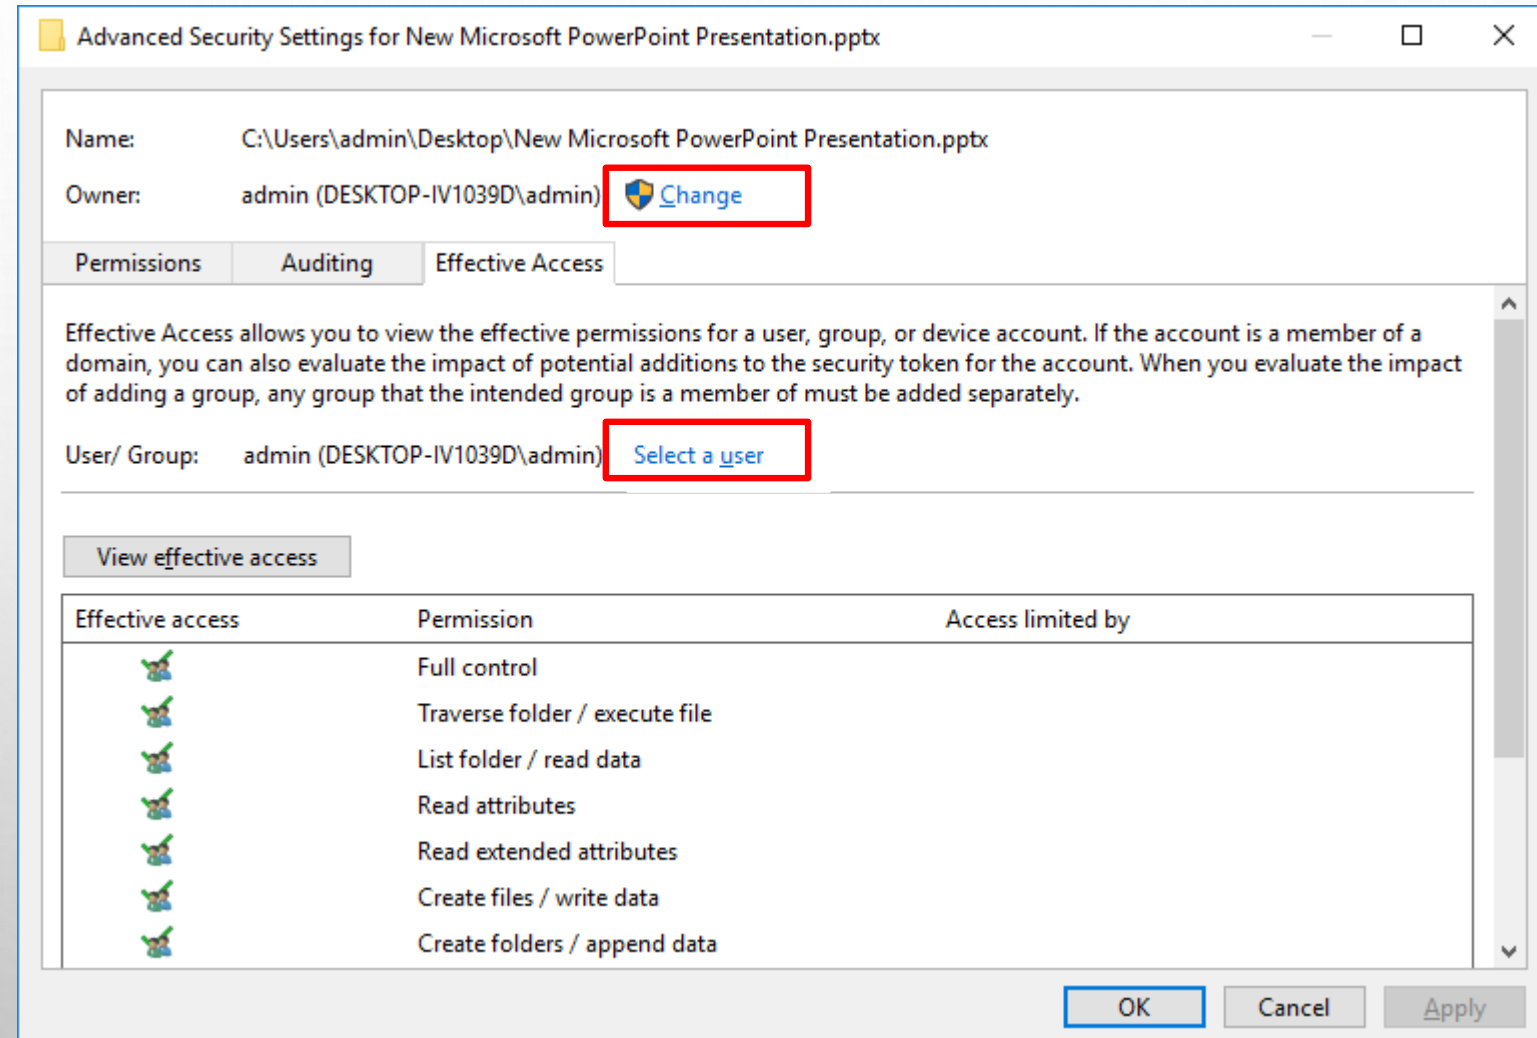 Advanced Security Settings for New Microsoft PowerPoint Presentation.pptx
Name: C:\Users\admin\Desktop\New Microsoft PowerPoint Presentation.pptx
Owner: admin (DESKTOP-IV1039D\admin) Change
Permissions Auditing Effective Access
Effective Access allows you to view the effective permissions for a user, group, or device account. If the account is a member of a
domain, you can also evaluate the impact of potential additions to the security token for the account. When you evaluate the impact
of adding a group, any group that the intended group is a member of must be added separately.
User/ Group: admin (DESKTOP-IV1039D\admin) Select a user
View effective access
Effective access Permission Access limited by
Full control
Traverse folder / execute file
List folder / read data
Read attributes
Read extended attributes
Create files / write data
Create folders / append data
OK Cancel Apply